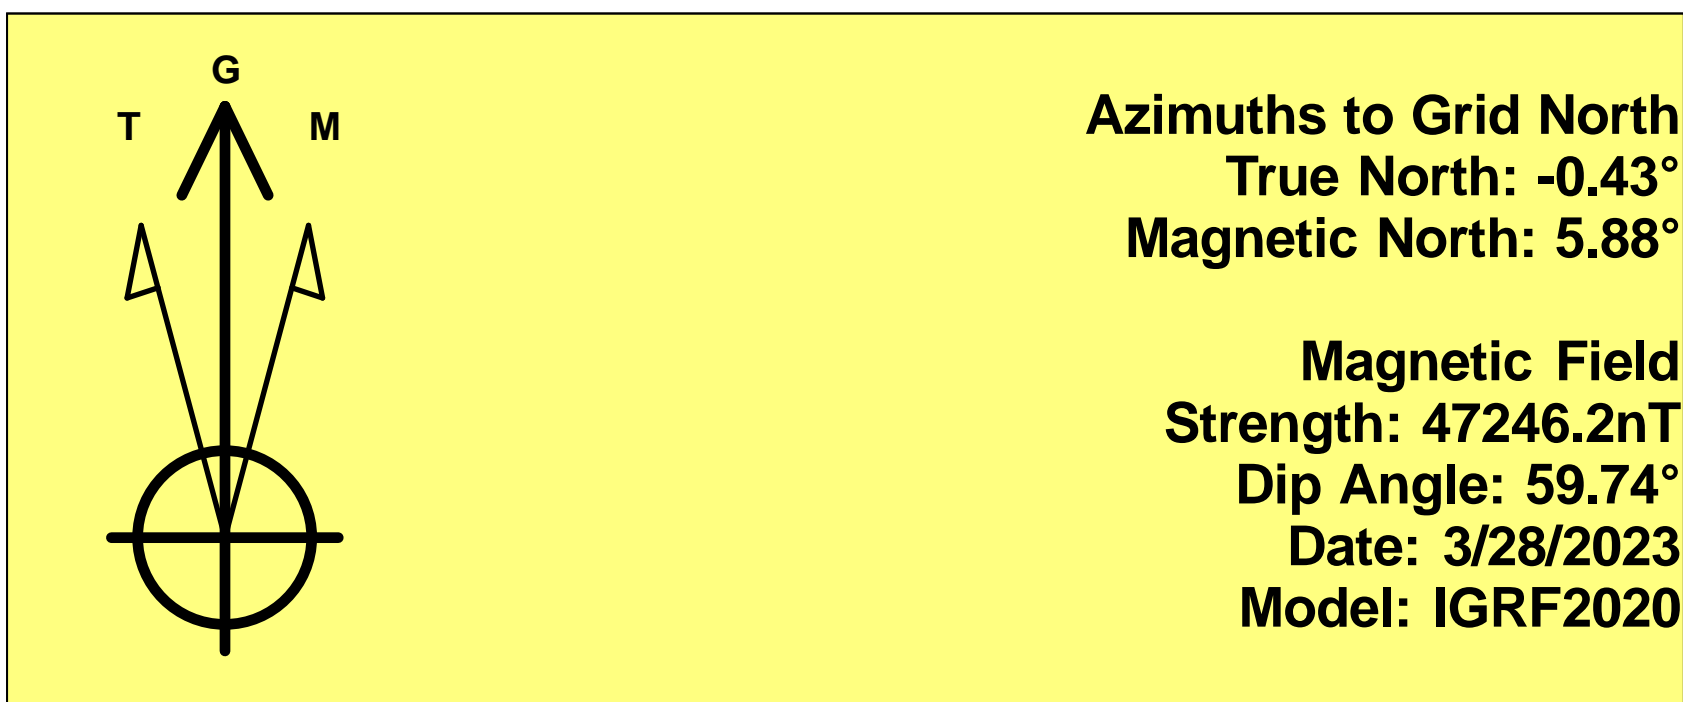 G
T
M
Azimuths to Grid North
True North: -0.43°
Magnetic North: 5.88°
Magnetic Field
Strength: 47246.2nT
Dip Angle: 59.74°
Date: 3/28/2023
Model: IGRF2020